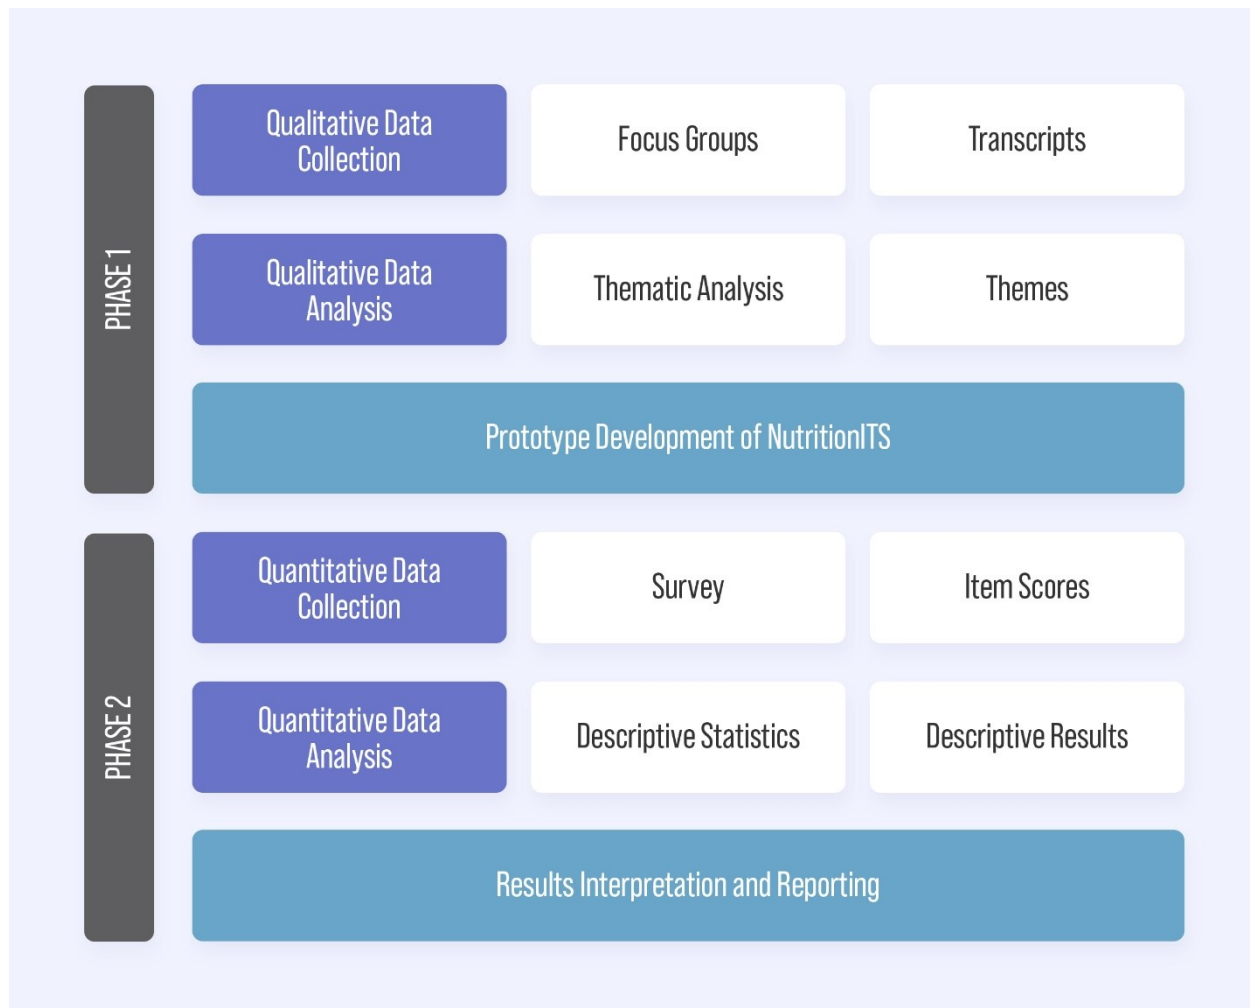 PHASE 1
Qualitative Data
Collection
Focus Groups
Transcripts
Qualitative Data
Analysis
Thematic Analysis
Themes
Prototype Development of NutritionITS
PHASE 2
Quantitative Data
Collection
Survey
Item Scores
Quantitative Data
Analysis
Descriptive Statistics
Descriptive Results
Results Interpretation and Reporting